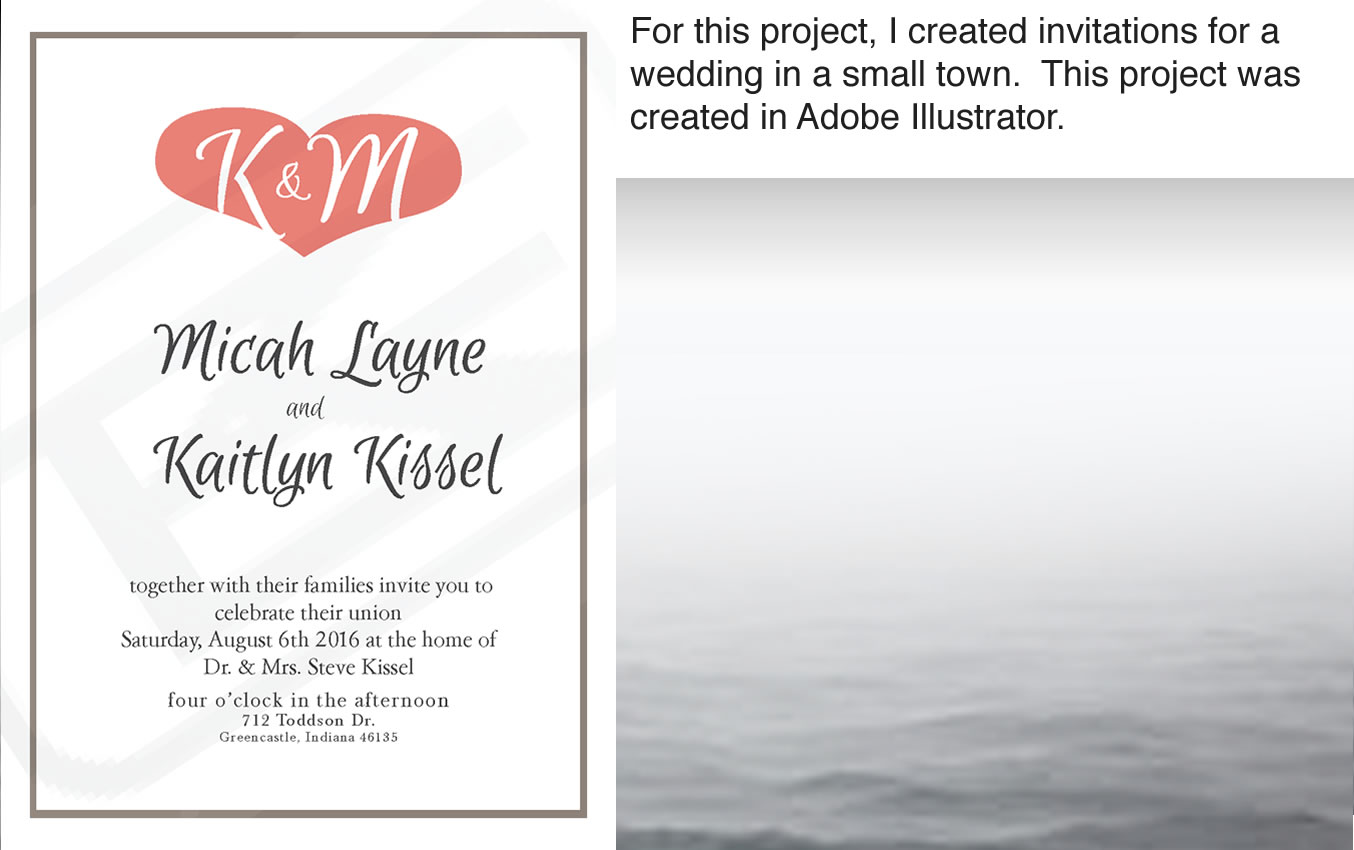 K & M
Micah Layne
and
Kaitlyn Kissel
together with their families invite you to
celebrate their union
Saturday, August 6th 2016 at the home of
Dr. & Mrs. Steve Kissel
four o’clock in the afternoon
712 Toddson Dr.
Greencastle, Indiana 46135
For this project, I created invitations for a
wedding in a small town.  This project was
created in Adobe Illustrator.